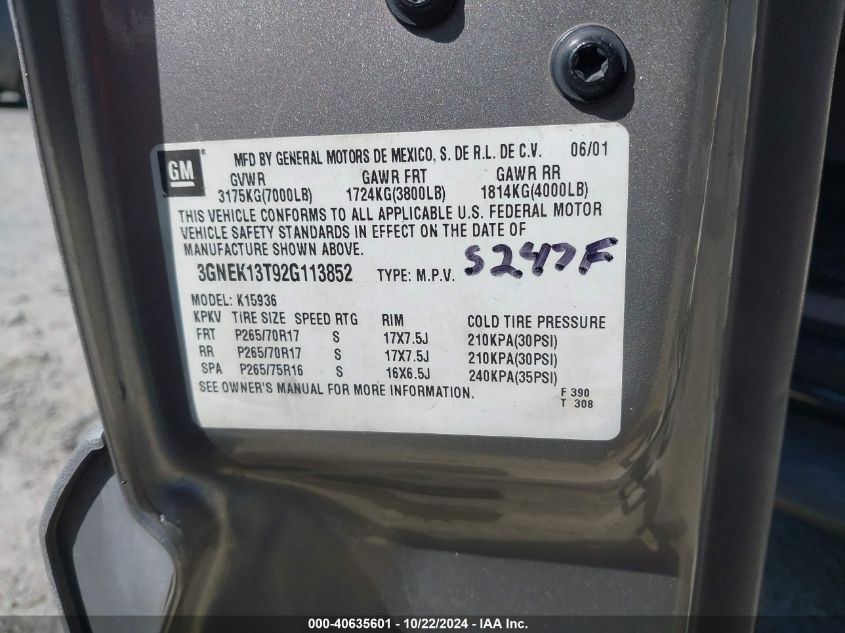 GM MFD BY GENERAL MOTORS DE MEXICO, S. DE R.L. DE C.V. 06/01
GVWR GAWR FRT GAWR RR
3175KG(7000LB) 1724KG(3800LB) 1814KG(4000LB)
THIS VEHICLE CONFORMS TO ALL APPLICABLE U.S. FEDERAL MOTOR
VEHICLE SAFETY STANDARDS IN EFFECT ON THE DATE OF
MANUFACTURE SHOWN ABOVE.
3GNEK13T92G113852 TYPE: M.P.V. S247F
MODEL: K15936
KPKV TIRE SIZE SPEED RTG RIM COLD TIRE PRESSURE
FRT P265/70R17 S 17X7.5J 210KPA(30PSI)
RR P265/70R17 S 17X7.5J 210KPA(30PSI)
SPA P265/75R16 S 16X6.5J 240KPA(35PSI)
SEE OWNER'S MANUAL FOR MORE INFORMATION.
F 390
T 308
000-40635601 - 10/22/2024 - IAA Inc.